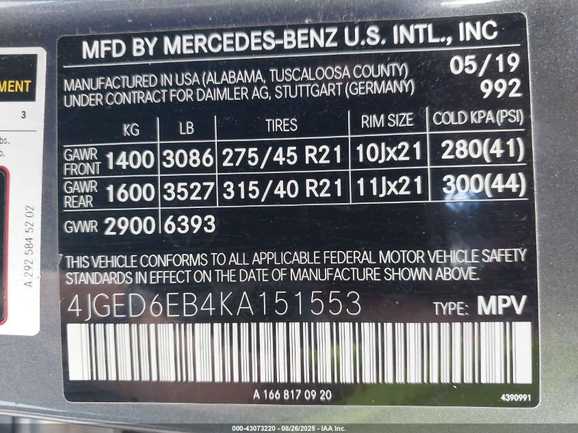 MFD BY MERCEDES-BENZ U.S. INTL., INC
MANUFACTURED IN USA (ALABAMA, TUSCALOOSA COUNTY) 05/19
UNDER CONTRACT FOR DAIMLER AG, STUTTGART (GERMANY) 992
KG LB TIRES RIM SIZE COLD KPA (PSI)
GAWR FRONT 1400 3086 275/45 R21 10Jx21 280(41)
GAWR REAR 1600 3527 315/40 R21 11Jx21 300(44)
GVWR 2900 6393
THIS VEHICLE CONFORMS TO ALL APPLICABLE FEDERAL MOTOR VEHICLE SAFETY
STANDARDS IN EFFECT ON THE DATE OF MANUFACTURE SHOWN ABOVE.
4JGED6EB4KA151553 TYPE: MPV
A 166 817 09 20 4390991
3
A 292 584 52 02
000-43073220 - 08/26/2025 - IAA Inc.